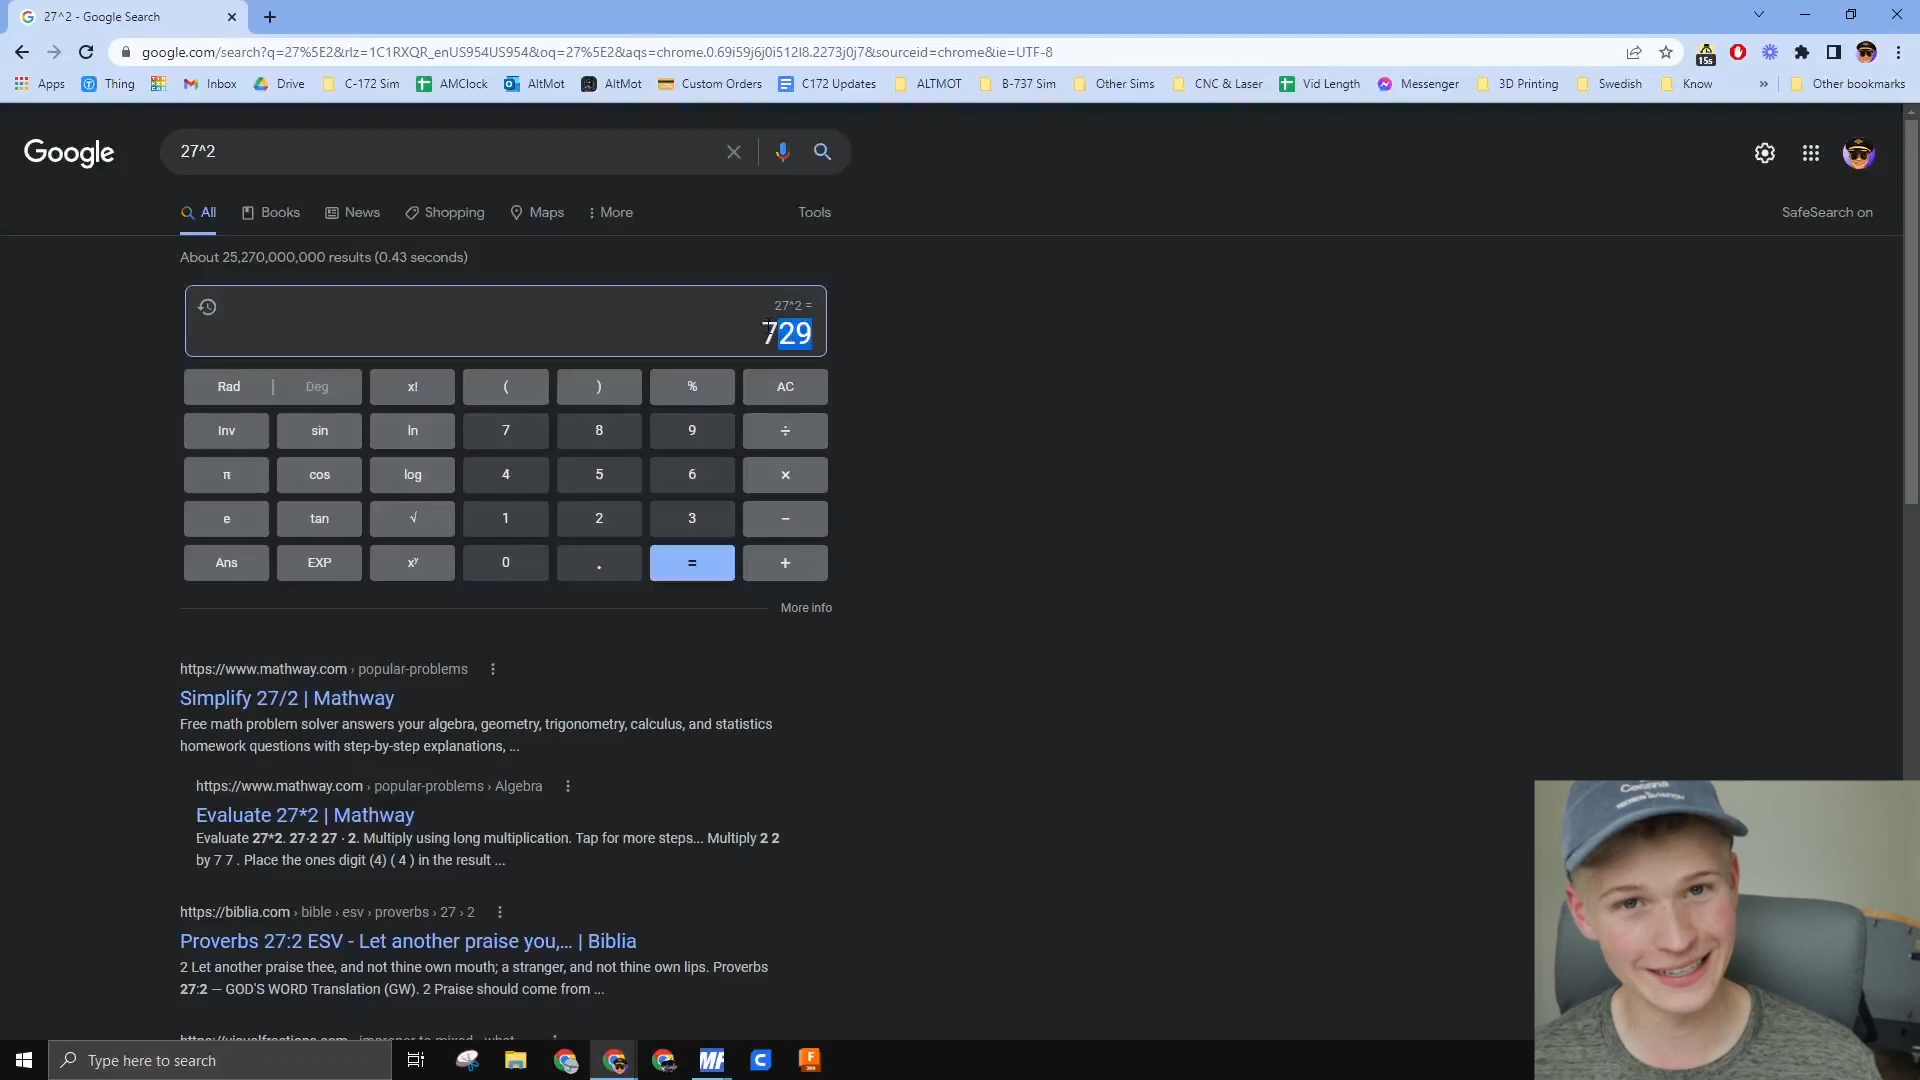 27^2 - Google Search
google.com/search?q=27%5E2&rlz=1C1RXQR_enUS954US954&oq=27%5E2&aqs=chrome.0.69i59j6j0i512l8.2273j0j7&sourceid=chrome&ie=UTF-8
15s
Apps Thing Inbox Drive C-172 Sim AMClock AltMot AltMot Custom Orders C172 Updates ALTMOT B-737 Sim Other Sims CNC & Laser Vid Length Messenger 3D Printing Swedish Know » Other bookmarks
Google 27^2
All Books News Shopping Maps More Tools SafeSearch on
About 25,270,000,000 results (0.43 seconds)
27^2 =
729
Rad | Deg x! ( ) % AC
Inv sin ln 7 8 9 ÷
π cos log 4 5 6 ×
e tan √ 1 2 3 −
Ans EXP xʸ 0 . = +
More info
https://www.mathway.com › popular-problems
Simplify 27/2 | Mathway
Free math problem solver answers your algebra, geometry, trigonometry, calculus, and statistics
homework questions with step-by-step explanations, ...
https://www.mathway.com › popular-problems › Algebra
Evaluate 27*2 | Mathway
Evaluate 27*2. 27⋅2 27 ⋅ 2. Multiply using long multiplication. Tap for more steps... Multiply 2 2
by 7 7 . Place the ones digit (4) ( 4 ) in the result ...
https://biblia.com › bible › esv › proverbs › 27 › 2
Proverbs 27:2 ESV - Let another praise you,... | Biblia
2 Let another praise thee, and not thine own mouth; a stranger, and not thine own lips. Proverbs
27:2 — GOD'S WORD Translation (GW). 2 Praise should come from ...
Cessna
Type here to search
MF
C
F